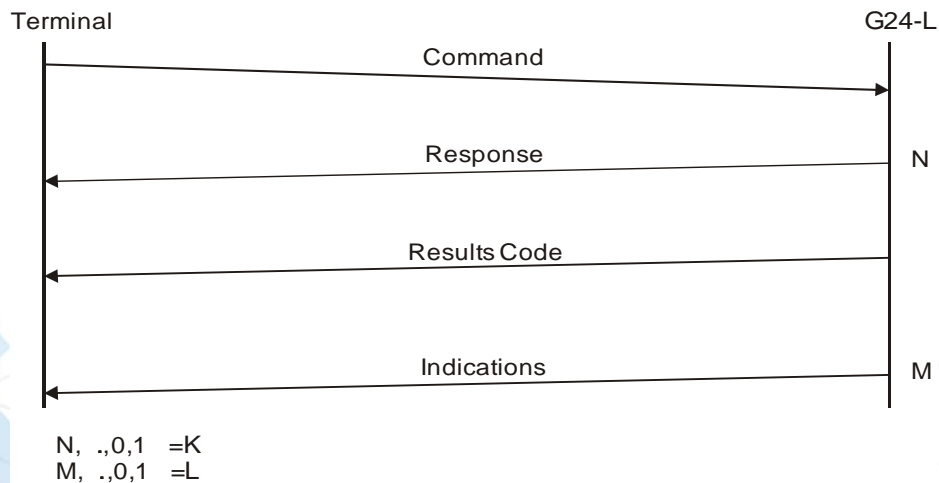 Terminal G24-L
Command
Response N
Results Code
Indications M
N, .,0,1 =K
M, .,0,1 =L